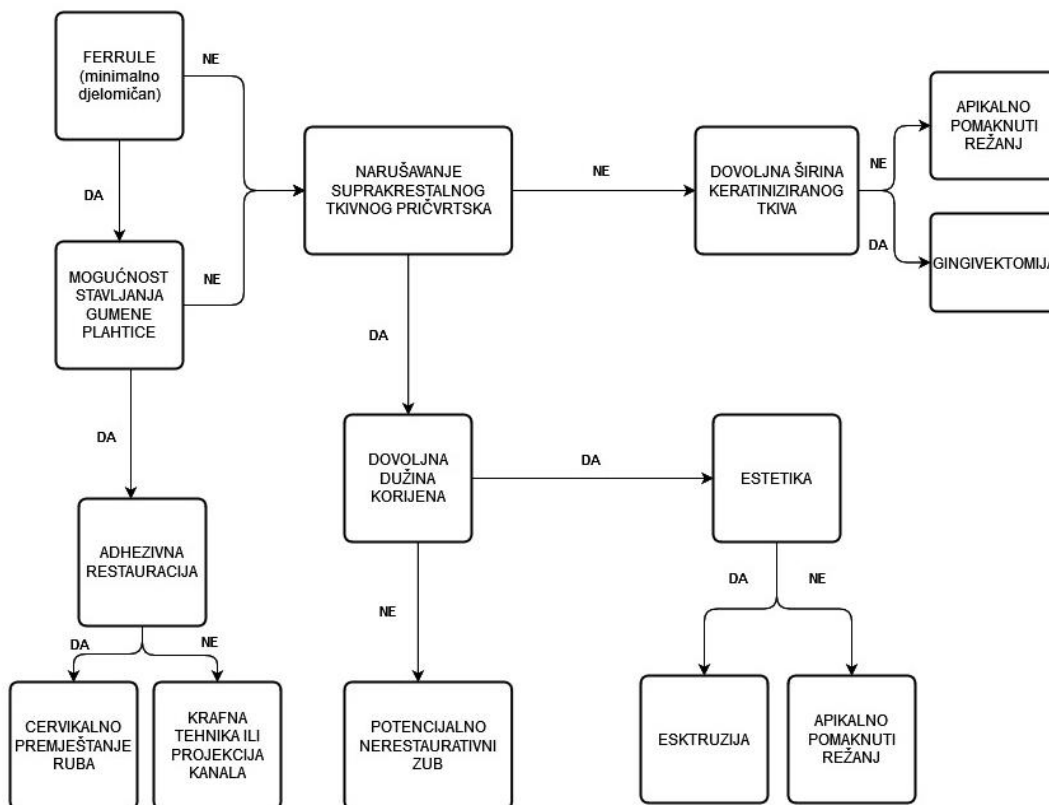 FERRULE
(minimalno
djelomičan)
NE
DA
MOGUĆNOST
STAVLJANJA
GUMENE
PLAHTICE
NE
DA
ADHEZIVNA
RESTAURACIJA
DA
NE
CERVIKALNO
PREMJEŠTANJE
RUBA
KRAFNA
TEHNIKA ILI
PROJEKCIJA
KANALA
NARUŠAVANJE
SUPRAKRESTALNOG
TKIVNOG PRIČVRTSKA
NE
DA
DOVOLJNA ŠIRINA
KERATINIZIRANOG
TKIVA
NE
DA
APIKALNO
POMAKNUTI
REŽANJ
GINGIVEKTOMIJA
DOVOLJNA
DUŽINA
KORIJENA
DA
NE
POTENCIJALNO
NERESTAURATIVNI
ZUB
ESTETIKA
DA
NE
ESKTRUZIJA
APIKALNO
POMAKNUTI
REŽANJ